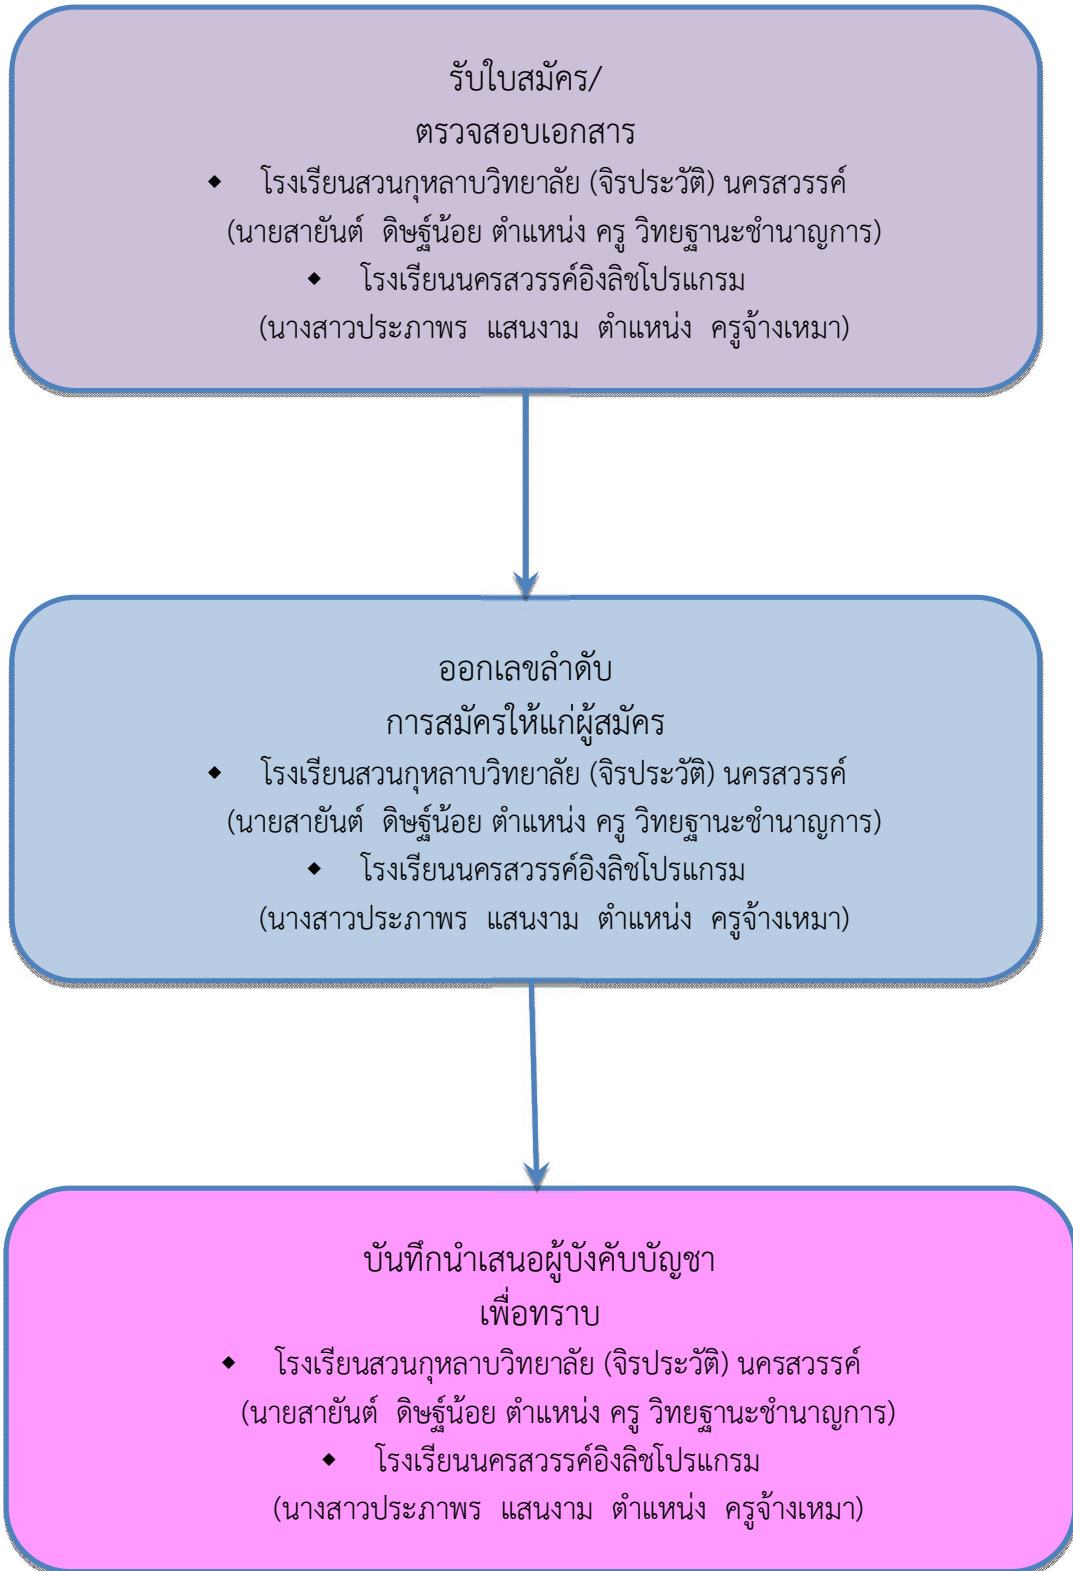 รับใบสมัคร/
ตรวจสอบเอกสาร
◆ โรงเรียนสวนกุหลาบวิทยาลัย (จิรประวัติ) นครสวรรค์
(นายสายันต์ ดิษฐ์น้อย ตำแหน่ง ครู วิทยฐานะชำนาญการ)
◆ โรงเรียนนครสวรรค์อิงลิชโปรแกรม
(นางสาวประภาพร แสนงาม ตำแหน่ง ครูจ้างเหมา)
ออกเลขลำดับ
การสมัครให้แก่ผู้สมัคร
◆ โรงเรียนสวนกุหลาบวิทยาลัย (จิรประวัติ) นครสวรรค์
(นายสายันต์ ดิษฐ์น้อย ตำแหน่ง ครู วิทยฐานะชำนาญการ)
◆ โรงเรียนนครสวรรค์อิงลิชโปรแกรม
(นางสาวประภาพร แสนงาม ตำแหน่ง ครูจ้างเหมา)
บันทึกนำเสนอผู้บังคับบัญชา
เพื่อทราบ
◆ โรงเรียนสวนกุหลาบวิทยาลัย (จิรประวัติ) นครสวรรค์
(นายสายันต์ ดิษฐ์น้อย ตำแหน่ง ครู วิทยฐานะชำนาญการ)
◆ โรงเรียนนครสวรรค์อิงลิชโปรแกรม
(นางสาวประภาพร แสนงาม ตำแหน่ง ครูจ้างเหมา)